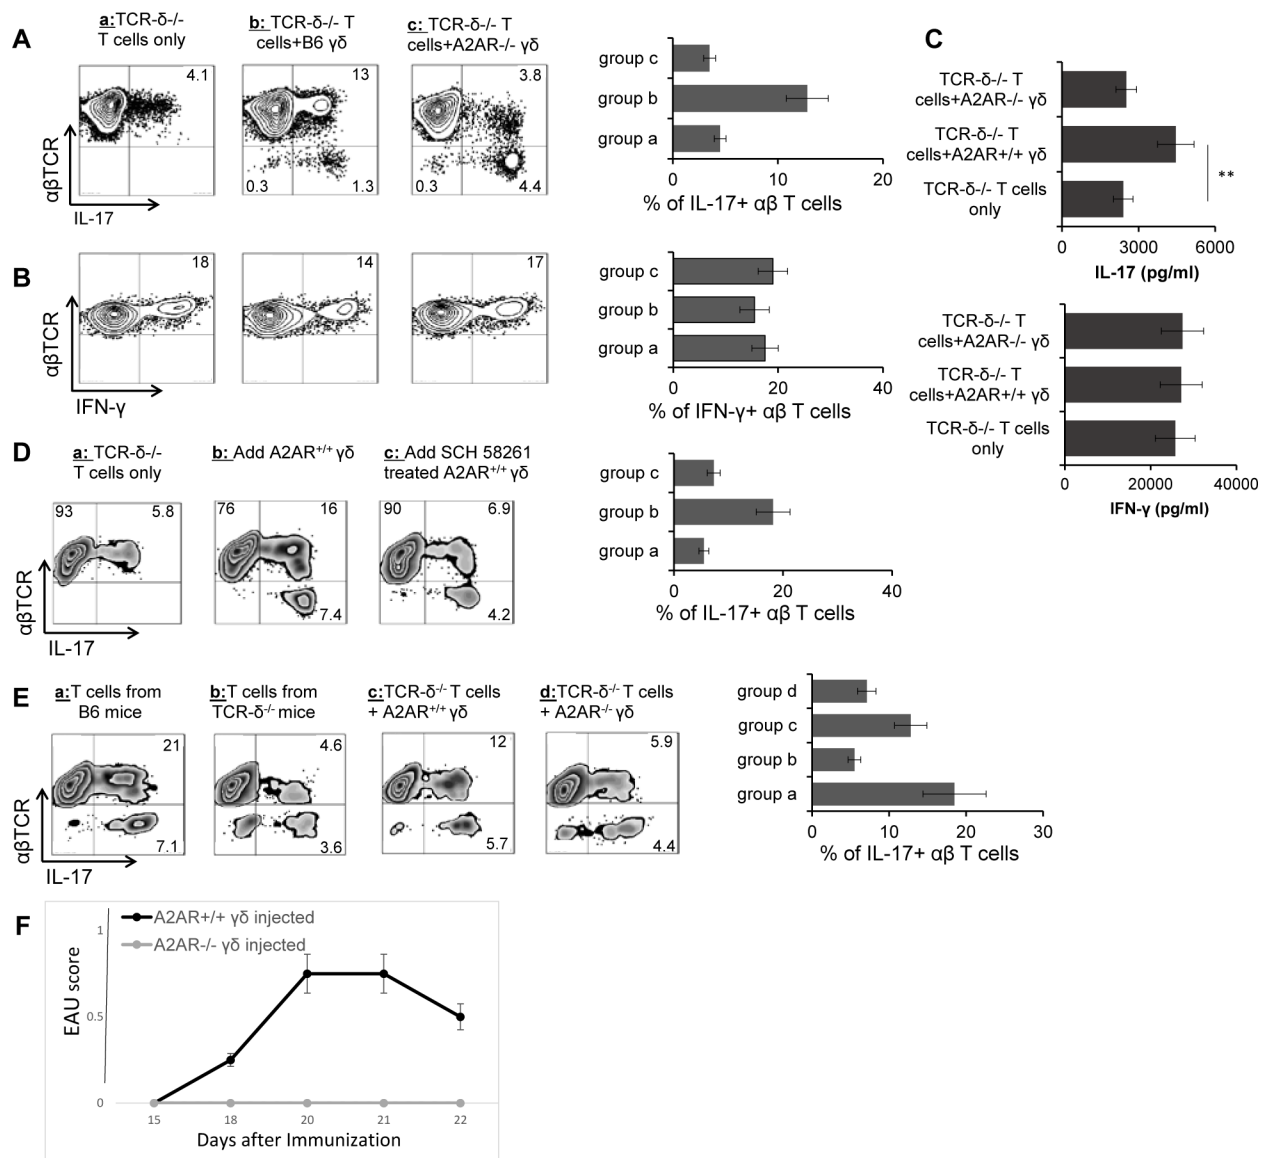 A
a:TCR-δ-/-
T cells only
b: TCR-δ-/- T
cells+B6 γδ
c: TCR-δ-/- T
cells+A2AR-/- γδ
4.1
13
0.3
1.3
3.8
0.3
4.4
αβTCR
IL-17
group c
group b
group a
0
10
20
% of IL-17+ αβ T cells
B
18
14
17
αβTCR
IFN-γ
group c
group b
group a
0
20
40
% of IFN-γ+ αβ T cells
C
TCR-δ-/- T
cells+A2AR-/- γδ
TCR-δ-/- T
cells+A2AR+/+ γδ
TCR-δ-/- T cells
only
**
0
3000
6000
IL-17 (pg/ml)
TCR-δ-/- T
cells+A2AR-/- γδ
TCR-δ-/- T
cells+A2AR+/+ γδ
TCR-δ-/- T cells
only
0
20000
40000
IFN-γ (pg/ml)
D
a: TCR-δ-/-
T cells only
b: Add A2AR+/+ γδ
c: Add SCH 58261
treated A2AR+/+ γδ
93
5.8
76
16
7.4
90
6.9
4.2
αβTCR
IL-17
group c
group b
group a
0
20
40
% of IL-17+ αβ T cells
E
a:T cells from
B6 mice
b:T cells from
TCR-δ-/- mice
c:TCR-δ-/- T cells
+ A2AR+/+ γδ
d:TCR-δ-/- T cells
+ A2AR-/- γδ
21
7.1
4.6
3.6
12
5.7
5.9
4.4
αβTCR
IL-17
group d
group c
group b
group a
0
10
20
30
% of IL-17+ αβ T cells
F
A2AR+/+ γδ injected
A2AR-/- γδ injected
1
0.5
0
EAU score
15
18
20
21
22
Days after Immunization